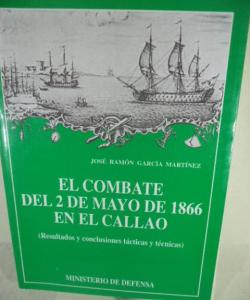 JOSÉ RAMÓN GARCÍA MARTÍNEZ
EL COMBATE
DEL 2 DE MAYO DE 1866
EN EL CALLAO
(Resultados y conclusiones tácticas y técnicas)
MINISTERIO DE DEFENSA